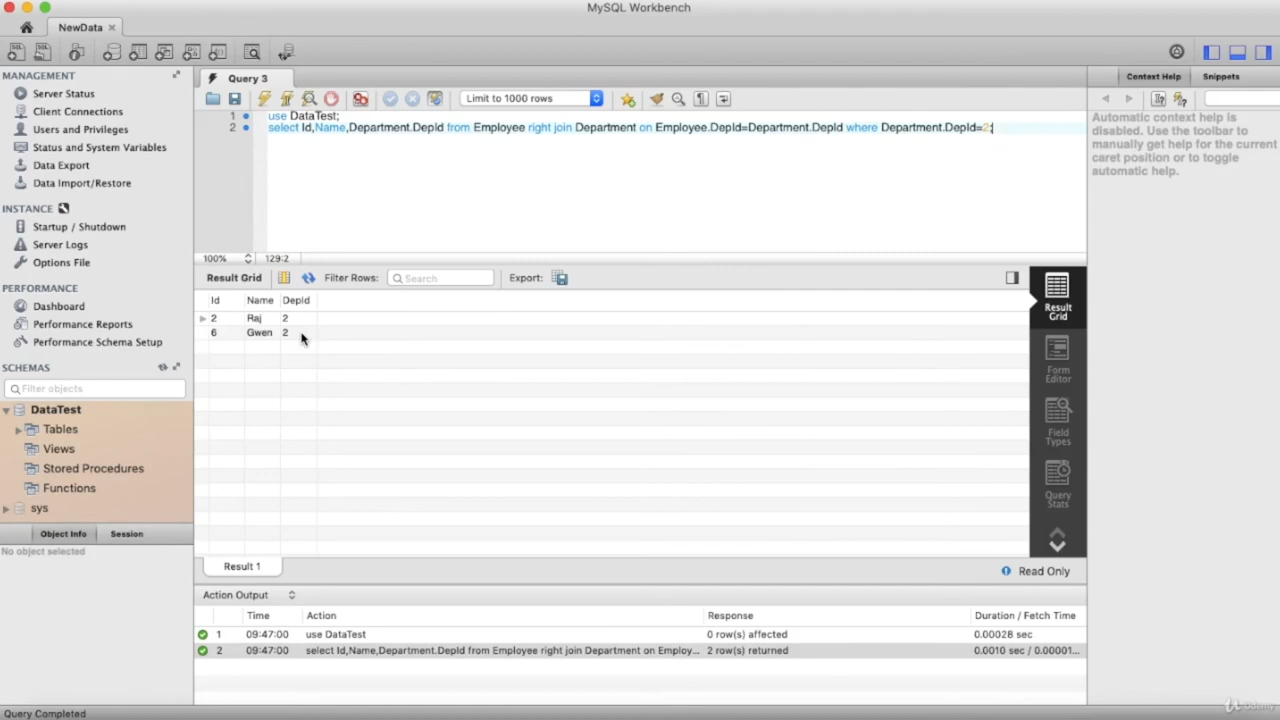 MySQL Workbench
NewData
MANAGEMENT
Server Status
Client Connections
Users and Privileges
Status and System Variables
Data Export
Data Import/Restore
INSTANCE
Startup / Shutdown
Server Logs
Options File
PERFORMANCE
Dashboard
Performance Reports
Performance Schema Setup
SCHEMAS
Filter objects
DataTest
Tables
Views
Stored Procedures
Functions
sys
Object Info Session
No object selected
Query 3
Limit to 1000 rows
1 use DataTest;
2 select Id,Name,Department.DepId from Employee right join Department on Employee.DepId=Department.DepId where Department.DepId=2;
100% 129:2
Result Grid Filter Rows: Search Export:
Id Name DepId
2 Raj 2
6 Gwen 2
Result Grid
Form Editor
Field Types
Query Stats
Result 1
Read Only
Action Output
Time Action Response Duration / Fetch Time
1 09:47:00 use DataTest 0 row(s) affected 0.00028 sec
2 09:47:00 select Id,Name,Department.DepId from Employee right join Department on Employ... 2 row(s) returned 0.0010 sec / 0.00001...
Context Help Snippets
Automatic context help is
disabled. Use the toolbar to
manually get help for the current
caret position or to toggle
automatic help.
Query Completed
Udemy